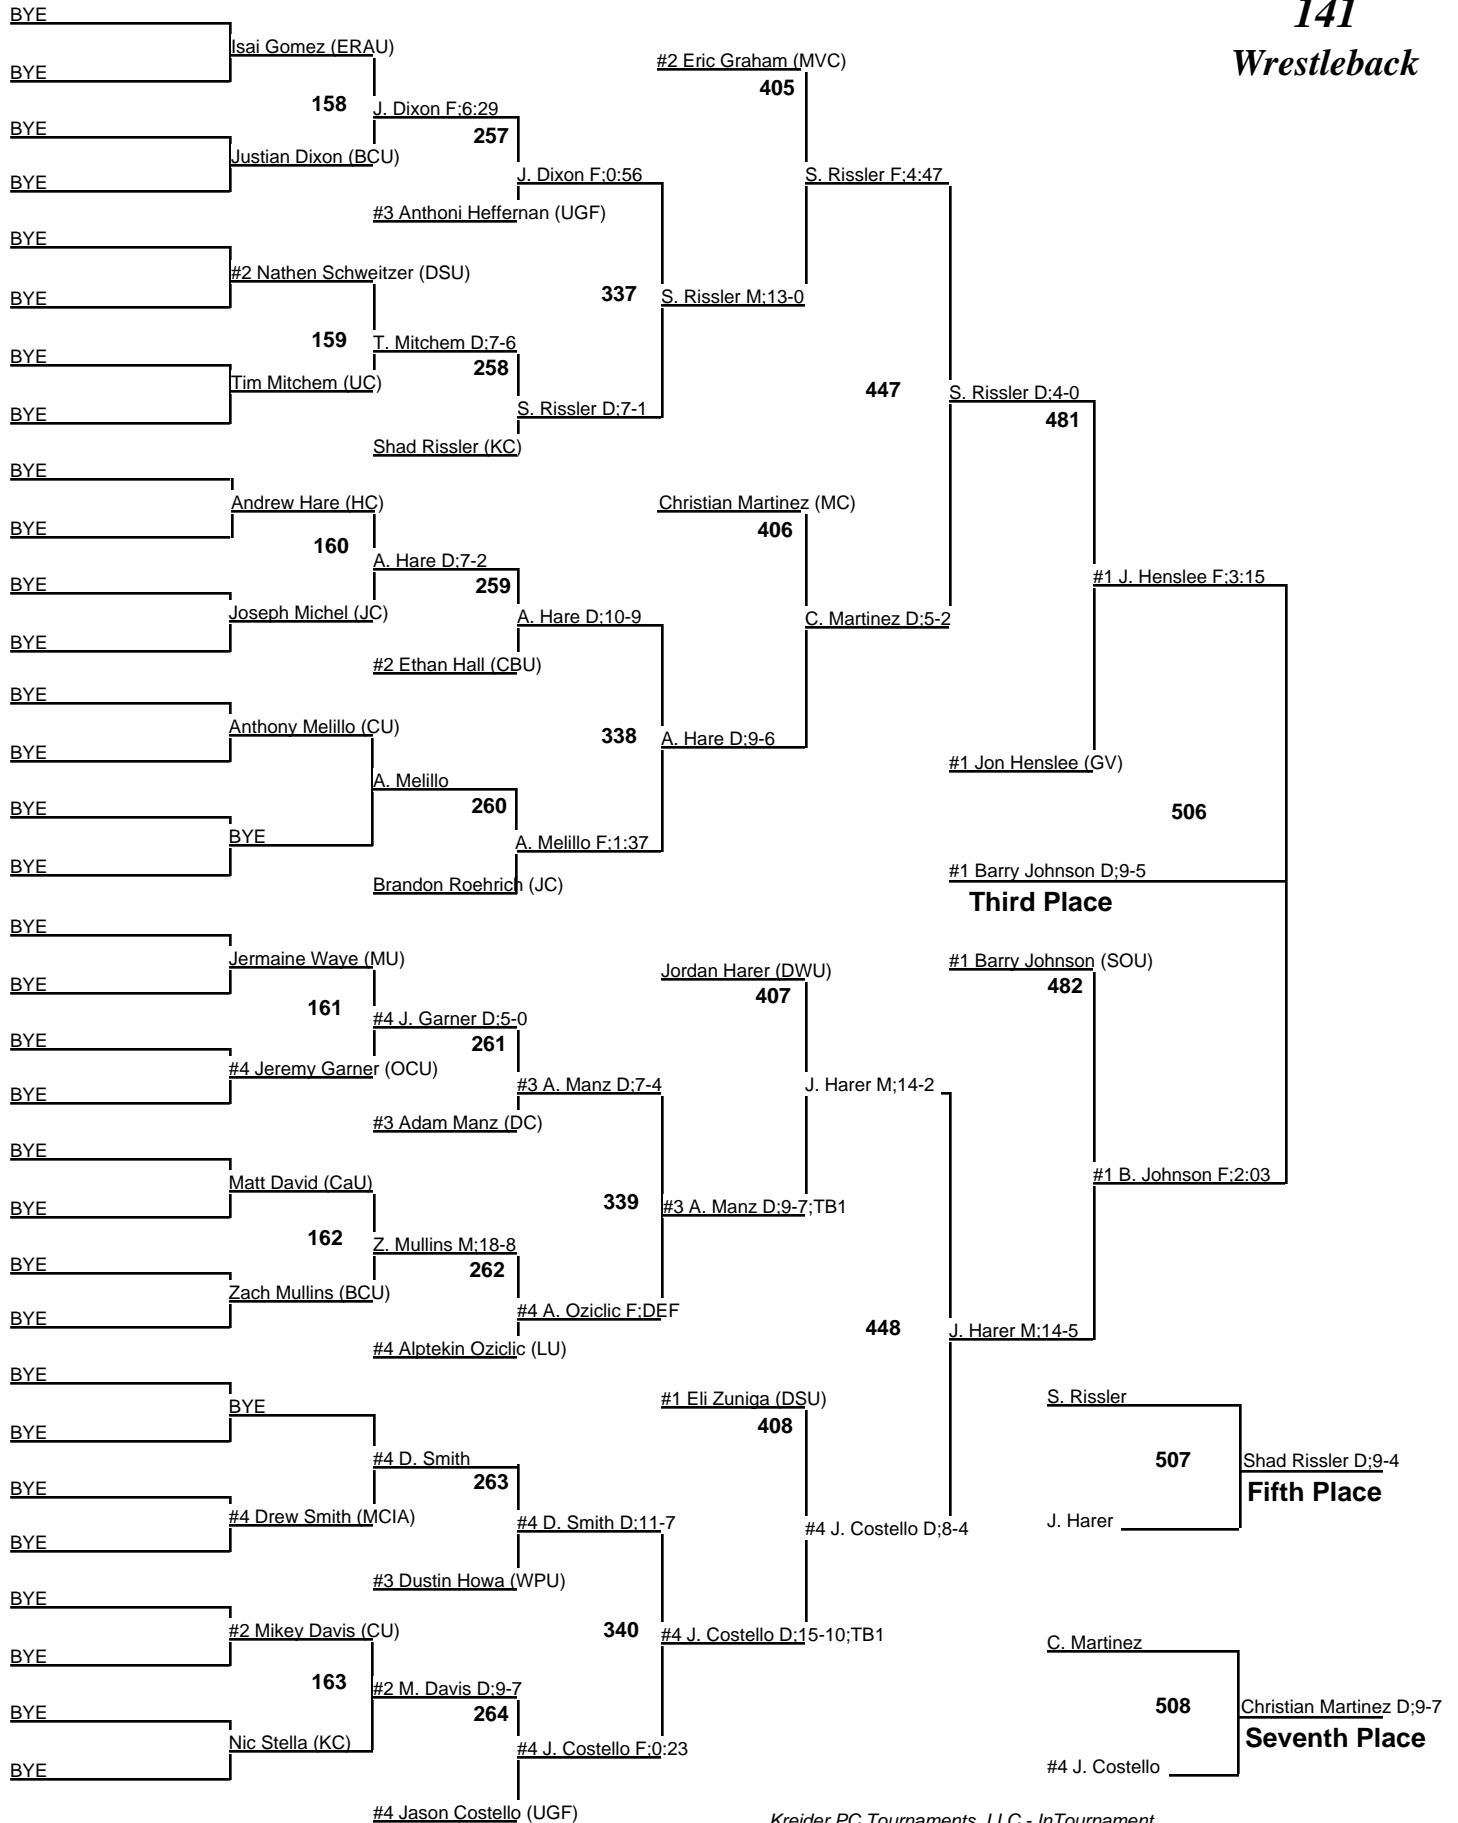 141
Wrestleback
BYE
Isai Gomez (ERAU)
BYE
158
J. Dixon F;6:29
257
BYE
Justian Dixon (BCU)
BYE
J. Dixon F;0:56
#3 Anthoni Heffernan (UGF)
#2 Eric Graham (MVC)
405
S. Rissler F;4:47
BYE
#2 Nathen Schweitzer (DSU)
BYE
337
S. Rissler M;13-0
159
T. Mitchem D;7-6
258
BYE
Tim Mitchem (UC)
BYE
S. Rissler D;7-1
Shad Rissler (KC)
447
S. Rissler D;4-0
481
BYE
Andrew Hare (HC)
BYE
160
A. Hare D;7-2
259
BYE
Joseph Michel (JC)
BYE
A. Hare D;10-9
#2 Ethan Hall (CBU)
Christian Martinez (MC)
406
C. Martinez D;5-2
#1 J. Henslee F;3:15
BYE
Anthony Melillo (CU)
BYE
338
A. Hare D;9-6
#1 Jon Henslee (GV)
A. Melillo
260
BYE
BYE
BYE
A. Melillo F;1:37
Brandon Roehrich (JC)
506
#1 Barry Johnson D;9-5
Third Place
BYE
Jermaine Waye (MU)
BYE
161
#4 J. Garner D;5-0
261
BYE
#4 Jeremy Garner (OCU)
BYE
#3 A. Manz D;7-4
#3 Adam Manz (DC)
Jordan Harer (DWU)
407
J. Harer M;14-2
#1 Barry Johnson (SOU)
482
BYE
Matt David (CaU)
BYE
339
#3 A. Manz D;9-7;TB1
#1 B. Johnson F;2:03
162
Z. Mullins M;18-8
262
BYE
Zach Mullins (BCU)
BYE
#4 A. Oziclic F;DEF
#4 Alptekin Oziclic (LU)
448
J. Harer M;14-5
BYE
BYE
BYE
#4 D. Smith
263
BYE
#4 Drew Smith (MCIA)
BYE
#4 D. Smith D;11-7
#3 Dustin Howa (WPU)
#1 Eli Zuniga (DSU)
408
#4 J. Costello D;8-4
S. Rissler
507
Shad Rissler D;9-4
Fifth Place
J. Harer
BYE
#2 Mikey Davis (CU)
BYE
340
#4 J. Costello D;15-10;TB1
163
#2 M. Davis D;9-7
264
BYE
Nic Stella (KC)
BYE
#4 J. Costello F;0:23
#4 Jason Costello (UGF)
C. Martinez
508
Christian Martinez D;9-7
Seventh Place
#4 J. Costello
Kreider PC Tournaments, LLC - InTournament